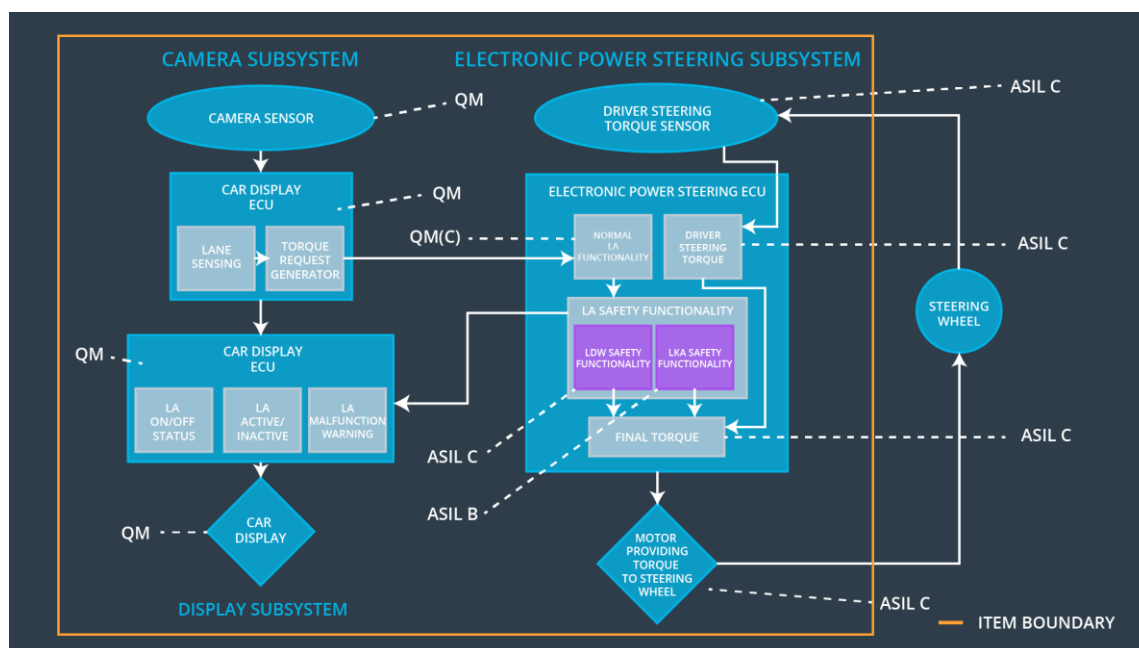 CAMERA SUBSYSTEM
ELECTRONIC POWER STEERING SUBSYSTEM
CAMERA SENSOR
QM
DRIVER STEERING
TORQUE SENSOR
ASIL C
CAR DISPLAY
ECU
QM
LANE
SENSING
TORQUE
REQUEST
GENERATOR
QM(C)
ELECTRONIC POWER STEERING ECU
NORMAL
LA
FUNCTIONALITY
DRIVER
STEERING
TORQUE
ASIL C
LA SAFETY FUNCTIONALITY
LDW SAFETY
FUNCTIONALITY
LKA SAFETY
FUNCTIONALITY
STEERING
WHEEL
QM
CAR DISPLAY
ECU
LA
ON/OFF
STATUS
LA
ACTIVE/
INACTIVE
LA
MALFUNCTION
WARNING
FINAL TORQUE
ASIL C
ASIL C
ASIL B
QM
CAR
DISPLAY
MOTOR
PROVIDING
TORQUE
TO STEERING
WHEEL
ASIL C
DISPLAY SUBSYSTEM
ITEM BOUNDARY